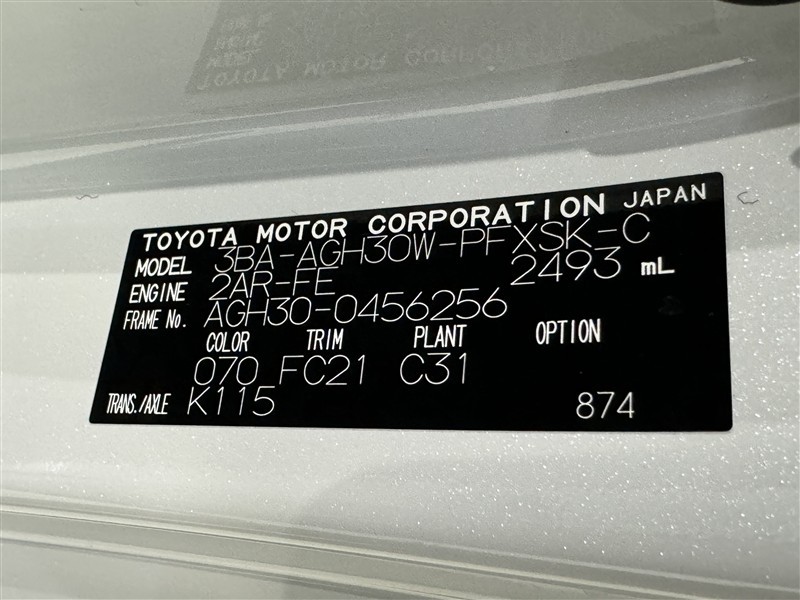 TOYOTA MOTOR CORPORATION JAPAN
MODEL 3BA-AGH30W-PFXSK-C
ENGINE 2AR-FE 2493 mL
FRAME No. AGH30-0456256
COLOR TRIM PLANT OPTION
070 FC21 C31
TRANS./AXLE K115 874